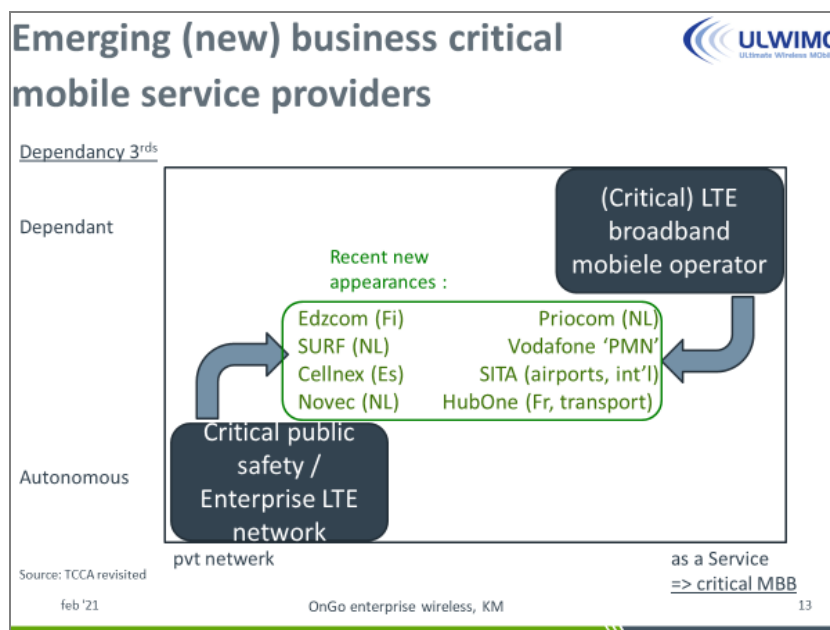 Emerging (new) business critical
mobile service providers
ULWIMO
ULtimate Wireless MObil
Dependancy 3rds
Dependant
(Critical) LTE
broadband
mobiele operator
Recent new
appearances :
Edzcom (Fi)
SURF (NL)
Cellnex (Es)
Novec (NL)
Priocom (NL)
Vodafone ‘PMN’
SITA (airports, int’l)
HubOne (Fr, transport)
Critical public
safety /
Enterprise LTE
network
Autonomous
pvt netwerk
as a Service
=> critical MBB
Source: TCCA revisited
feb '21
OnGo enterprise wireless, KM
13